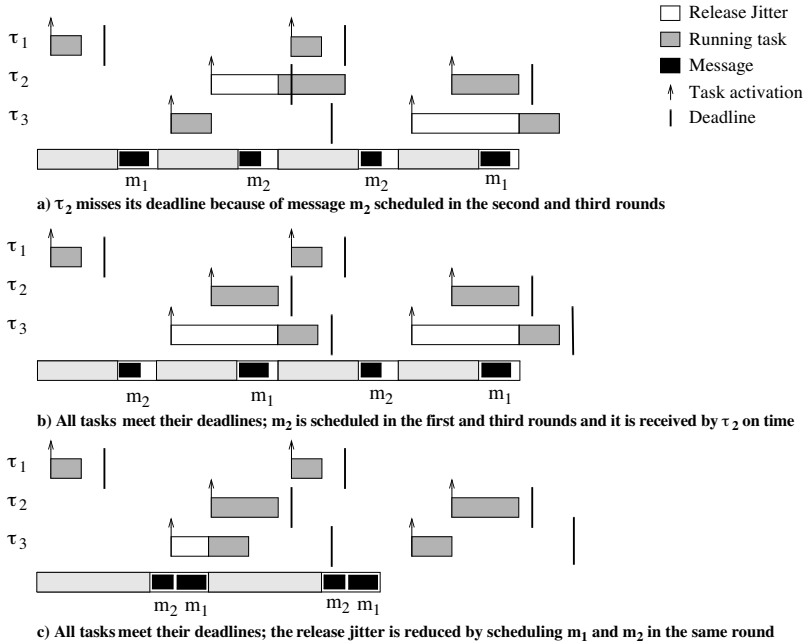 Release Jitter
Running task
Message
Task activation
Deadline
τ1
τ2
τ3
m1 m2 m2 m1
a) τ2 misses its deadline because of message m2 scheduled in the second and third rounds
τ1
τ2
τ3
m2 m1 m2 m1
b) All tasks meet their deadlines; m2 is scheduled in the first and third rounds and it is received by τ2 on time
τ1
τ2
τ3
m2 m1 m2 m1
c) All tasks meet their deadlines; the release jitter is reduced by scheduling m1 and m2 in the same round